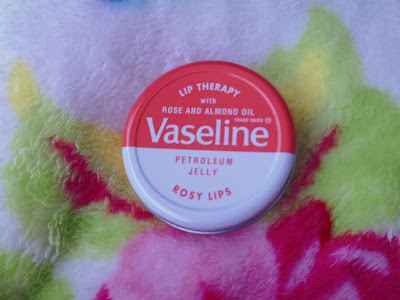 LIP THERAPY
with
ROSE AND ALMOND OIL
TRADE MARK ®
Vaseline
PETROLEUM
JELLY
ROSY LIPS